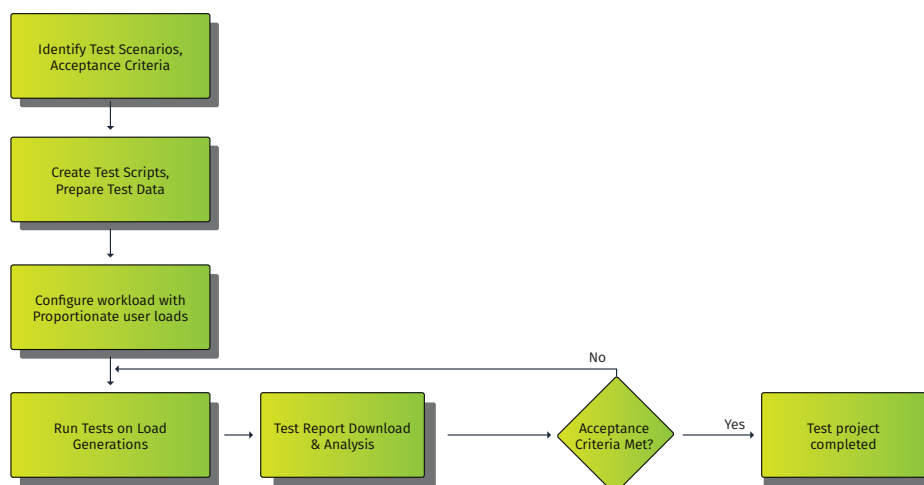 Identify Test Scenarios,
Acceptance Criteria
Create Test Scripts,
Prepare Test Data
Configure workload with
Proportionate user loads
No
Run Tests on Load
Generations
Test Report Download
& Analysis
Acceptance
Criteria Met?
Yes
Test project
completed